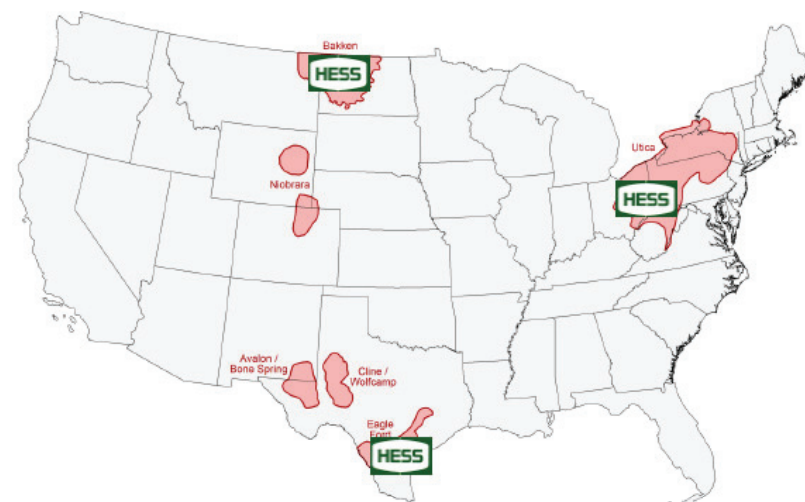 Bakken
HESS
Utica
Niobrara
HESS
Avalon /
Bone Spring
Cline /
Wolfcamp
Eagle
Ford
HESS